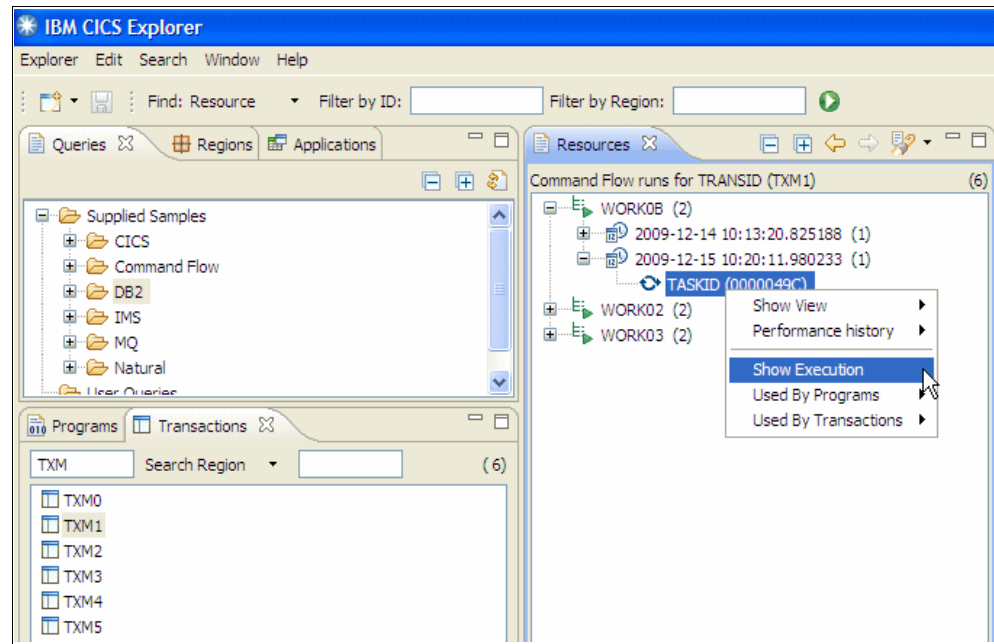 IBM CICS Explorer
Explorer Edit Search Window Help
Find: Resource Filter by ID: Filter by Region:
Queries Regions Applications
Supplied Samples
CICS
Command Flow
DB2
IMS
MQ
Natural
User Queries
Programs Transactions
TXM Search Region (6)
TXM0
TXM1
TXM2
TXM3
TXM4
TXM5
Resources
Command Flow runs for TRANSID (TXM1) (6)
WORK0B (2)
2009-12-14 10:13:20.825188 (1)
2009-12-15 10:20:11.980233 (1)
TASKID (0000049C)
WORK02 (2)
WORK03 (2)
Show View
Performance history
Show Execution
Used By Programs
Used By Transactions